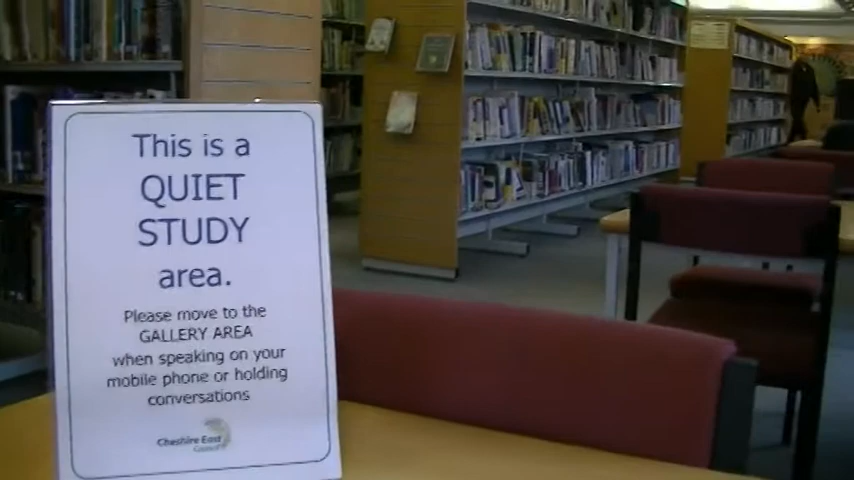 This is a
QUIET
STUDY
area.
Please move to the
GALLERY AREA
when speaking on your
mobile phone or holding
conversations
Cheshire East
Council